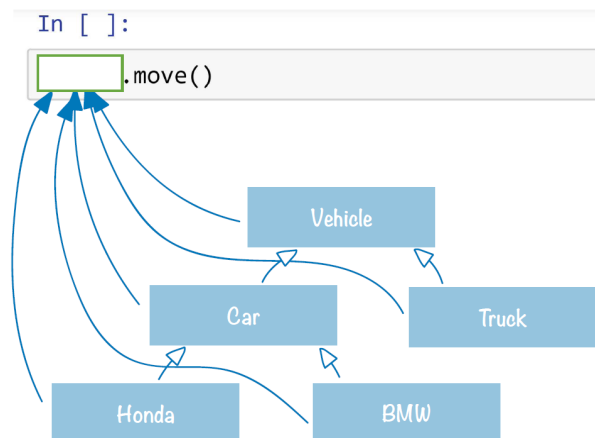 In [ ]:
.move()
Vehicle
Car
Truck
Honda
BMW